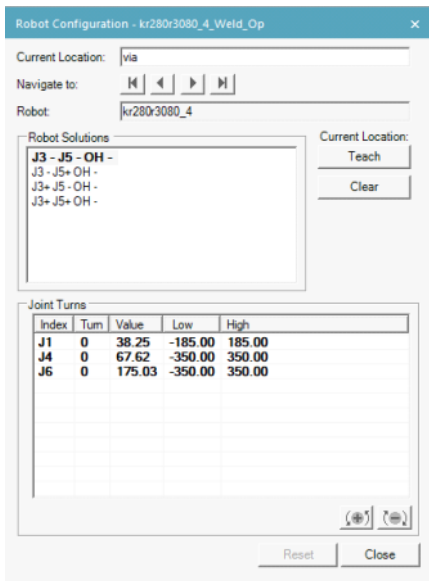 Robot Configuration - kr280r3080_4_Weld_Op ×
Current Location: via
Navigate to:
Robot: kr280r3080_4
Robot Solutions
Current Location:
J3 - J5 - OH -
J3 - J5+ OH -
J3+ J5 - OH -
J3+ J5+ OH -
Teach
Clear
Joint Turns
Index Turn Value Low High
J1 0 38.25 -185.00 185.00
J4 0 67.62 -350.00 350.00
J6 0 175.03 -350.00 350.00
Reset Close